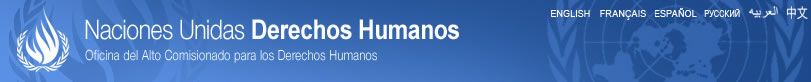 ENGLISH FRANÇAIS ESPAÑOL РУССКИЙ العربية 中文
Naciones Unidas Derechos Humanos
Oficina del Alto Comisionado para los Derechos Humanos